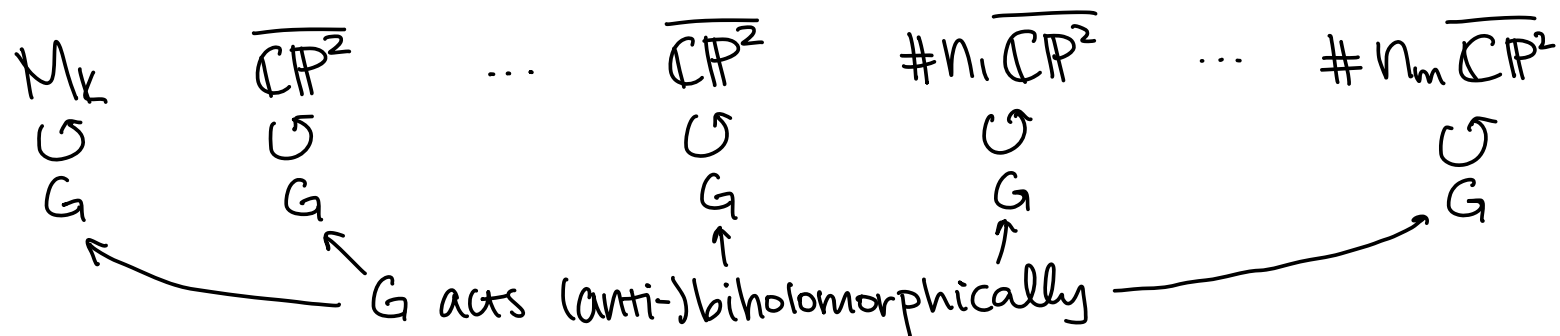 M_k \overline{CP^2} ... \overline{CP^2} #n_1 \overline{CP^2} ... #n_m \overline{CP^2}
↺ ↺ ↺ ↺ ↺
G G G G G
G acts (anti-)biholomorphically